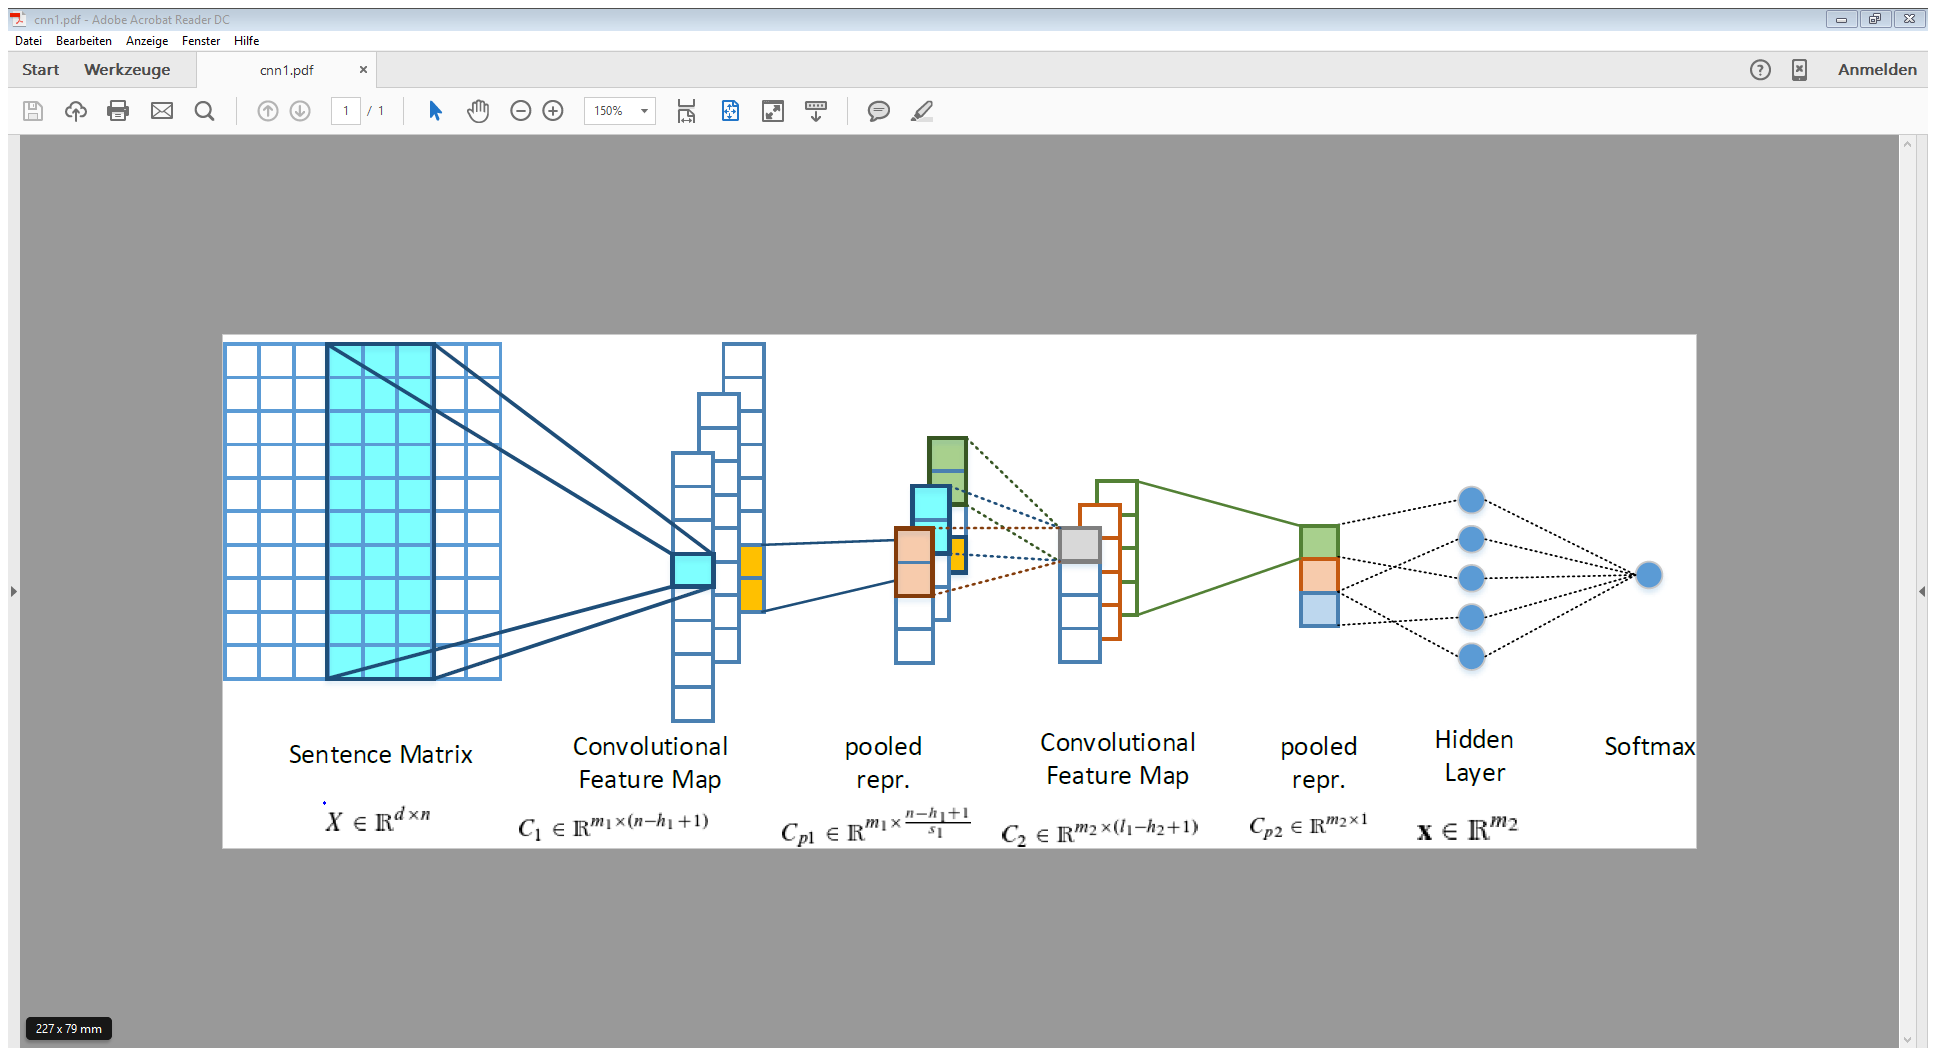 cnn1.pdf - Adobe Acrobat Reader DC
Datei Bearbeiten Anzeige Fenster Hilfe
Start Werkzeuge cnn1.pdf × Anmelden
1 / 1 150%
Sentence Matrix
Convolutional
Feature Map
pooled
repr.
Convolutional
Feature Map
pooled
repr.
Hidden
Layer
Softmax
X ∈ ℝ^{d×n}
C_1 ∈ ℝ^{m_1×(n−h_1+1)}
C_{p1} ∈ ℝ^{m_1×\frac{n−h_1+1}{s_1}}
C_2 ∈ ℝ^{m_2×(l_1−h_2+1)}
C_{p2} ∈ ℝ^{m_2×1}
x ∈ ℝ^{m_2}
227 x 79 mm